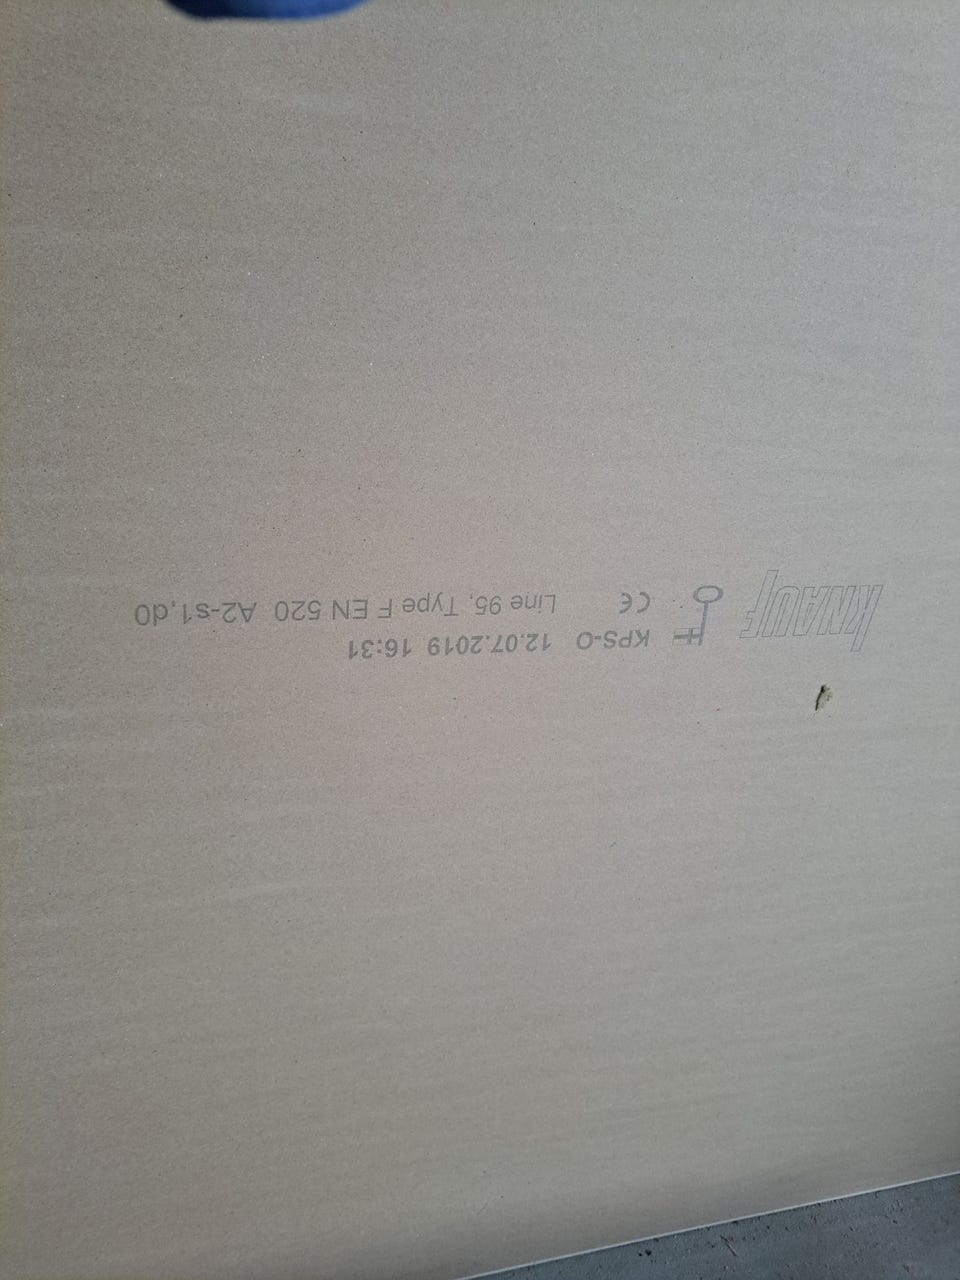 KNAUF
KPS-O 12.07.2019 16:31
CE Line 95, Type F EN 520 A2-s1,d0